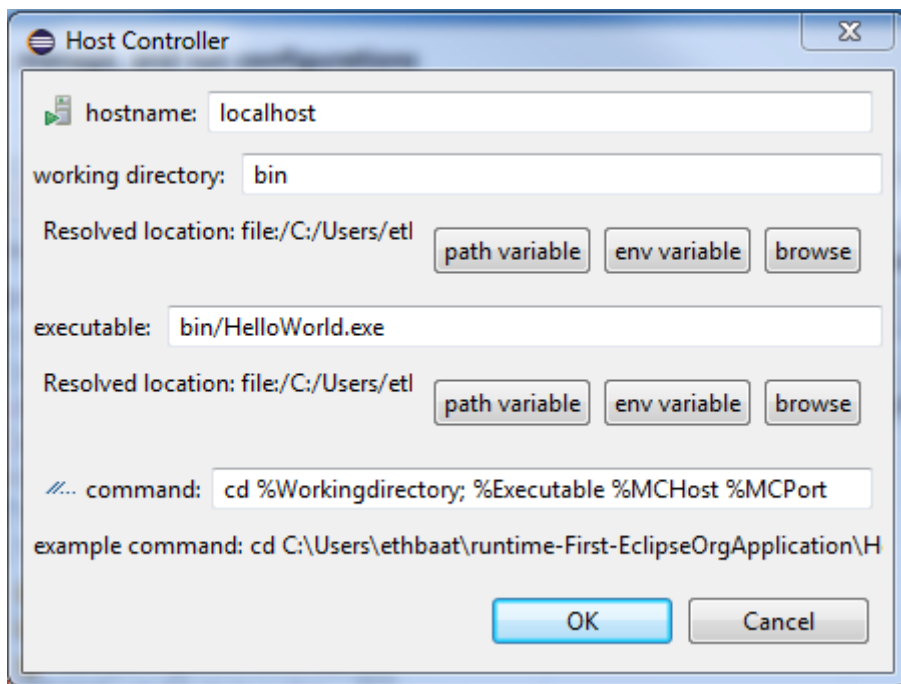 Host Controller
hostname: localhost
working directory: bin
Resolved location: file:/C:/Users/etl
path variable env variable browse
executable: bin/HelloWorld.exe
Resolved location: file:/C:/Users/etl
path variable env variable browse
command: cd %Workingdirectory; %Executable %MCHost %MCPort
example command: cd C:\Users\ethbaat\runtime-First-EclipseOrgApplication\H
OK Cancel